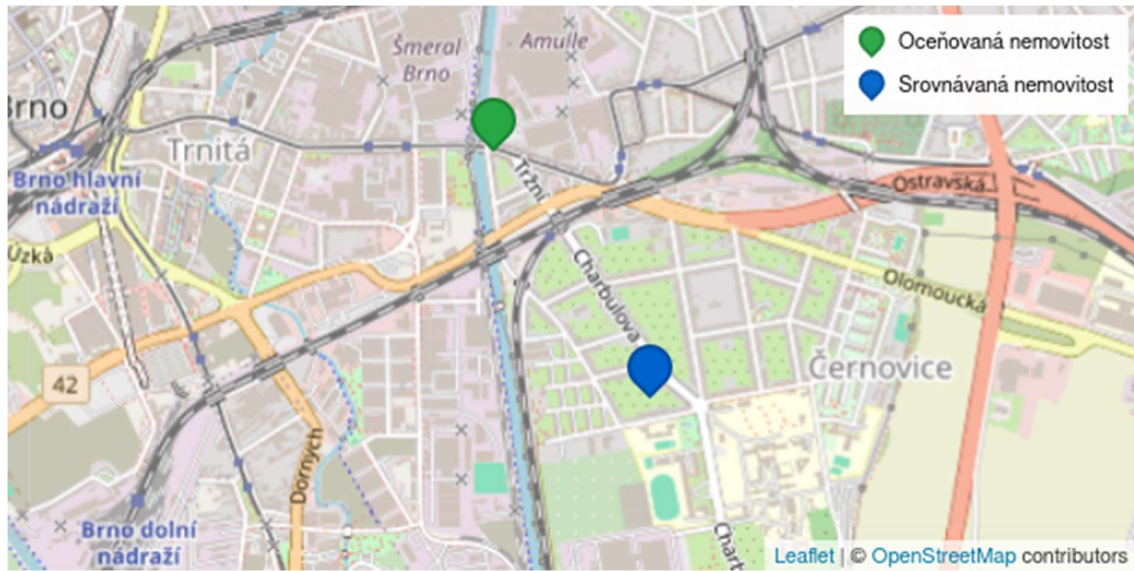 Oceňovaná nemovitost
Srovnávaná nemovitost
Šmeral
Brno
Amulle
Brno
Trnitá
Brno hlavní
nádraží
Tržní
Ostravská
Úzká
Charbulova
Olomoucká
Černovice
42
Dornych
Brno dolní
nádraží
Charb
Leaflet | © OpenStreetMap contributors